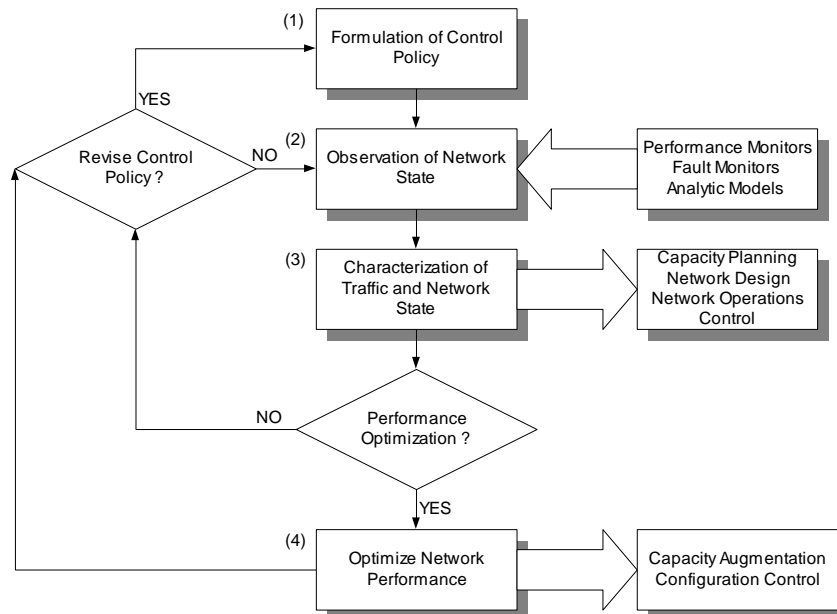 (1)
Formulation of Control
Policy
YES
(2)
Revise Control
Policy ?
NO
Observation of Network
State
Performance Monitors
Fault Monitors
Analytic Models
(3)
Characterization of
Traffic and Network
State
Capacity Planning
Network Design
Network Operations
Control
NO
Performance
Optimization ?
YES
(4)
Optimize Network
Performance
Capacity Augmentation
Configuration Control